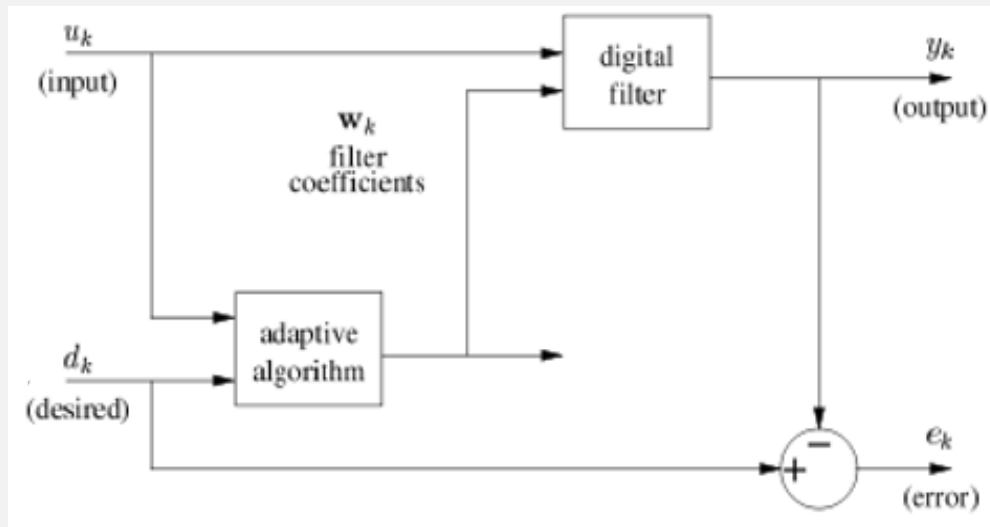 u_k
(input)
digital
filter
y_k
(output)
w_k
filter
coefficients
adaptive
algorithm
d_k
(desired)
−
+
e_k
(error)